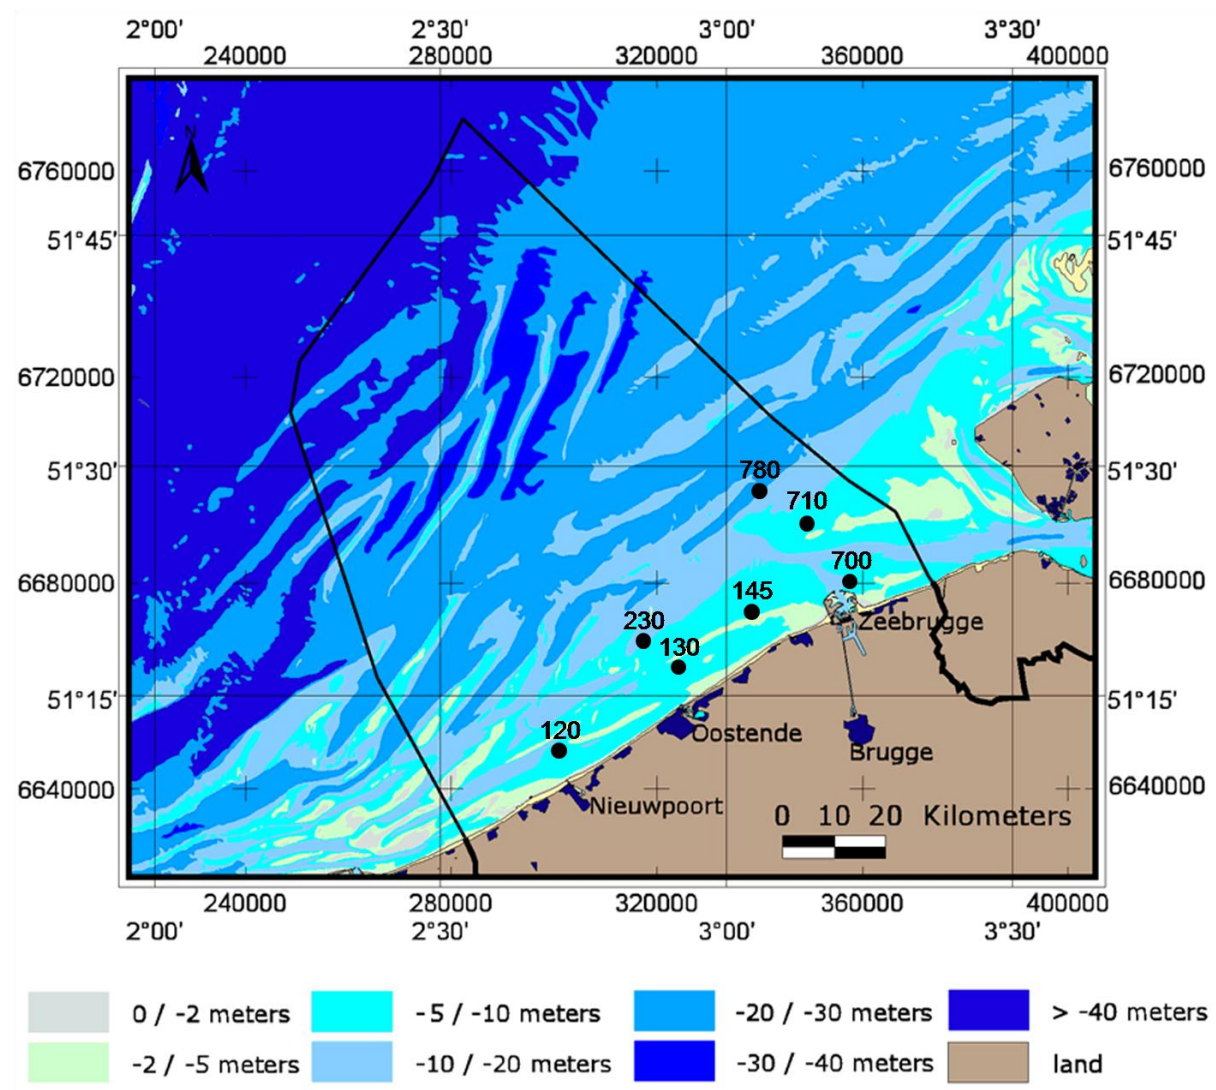 2°00' 2°30' 3°00' 3°30'
240000 280000 320000 360000 400000
N
6760000 6760000
51°45' 51°45'
6720000 6720000
51°30' 51°30'
780
710
700
6680000 6680000
145
230
Zeebrugge
130
51°15' 51°15'
120
Oostende
Brugge
6640000 6640000
Nieuwpoort
0 10 20 Kilometers
240000 280000 320000 360000 400000
2°00' 2°30' 3°00' 3°30'
0 / -2 meters -5 / -10 meters -20 / -30 meters > -40 meters
-2 / -5 meters -10 / -20 meters -30 / -40 meters land